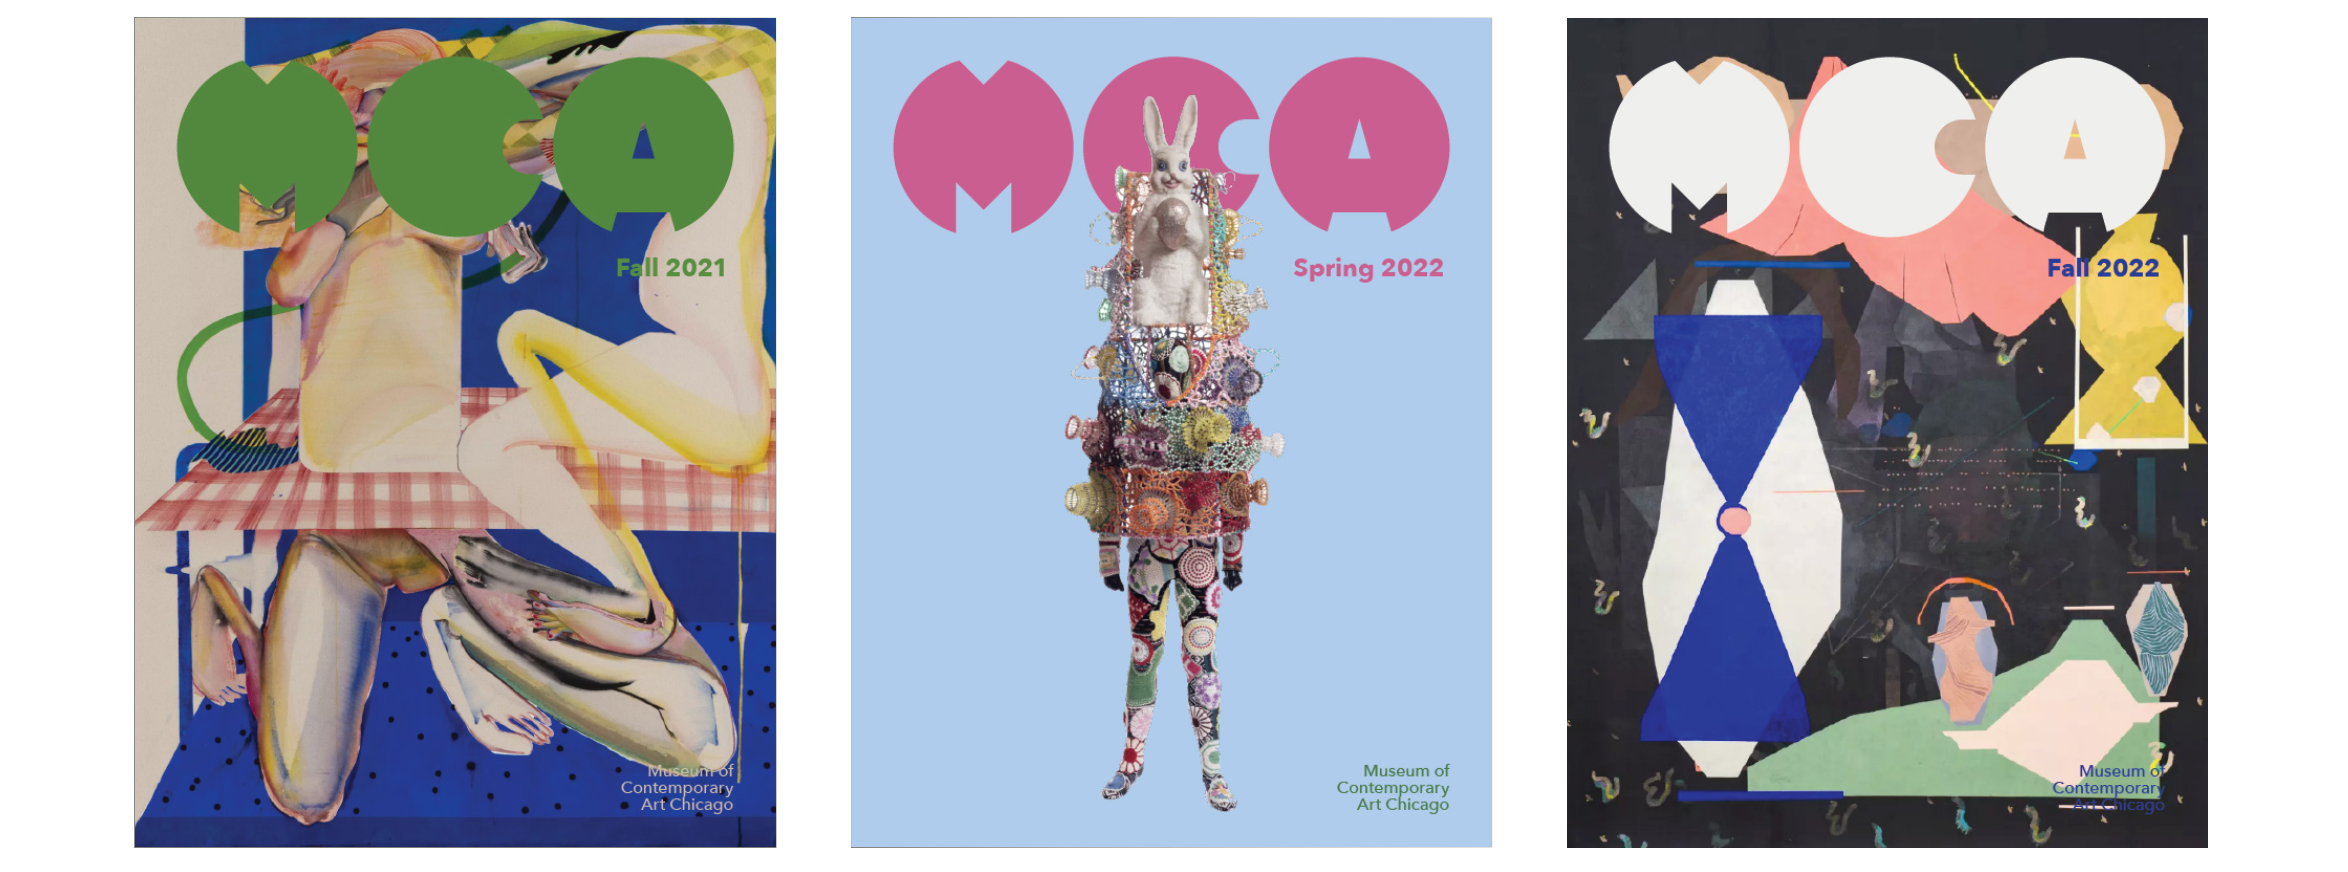 MCA
Fall 2021
Museum of
Contemporary
Art Chicago
MCA
Spring 2022
Museum of
Contemporary
Art Chicago
MCA
Fall 2022
Museum of
Contemporary
Art Chicago